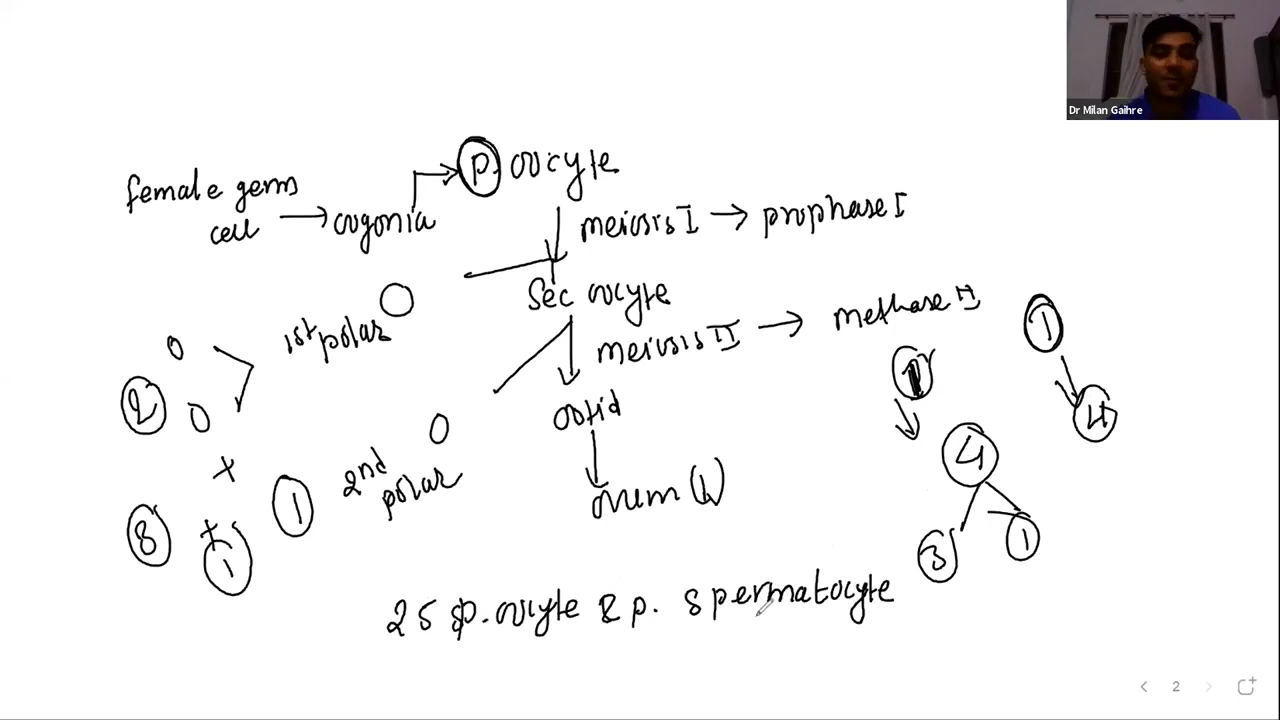 Dr Milan Gaihre
female germ cell → oogonia → p. oocyte
meiosis I → prophase I
Sec oocyte
1st polar
meiosis II → methase II
1
1
4
2
ootid
4
+
2nd polar
1
ovum (1)
8
+
1
3
1
25 p. oocyte & p. spermatocyte
2